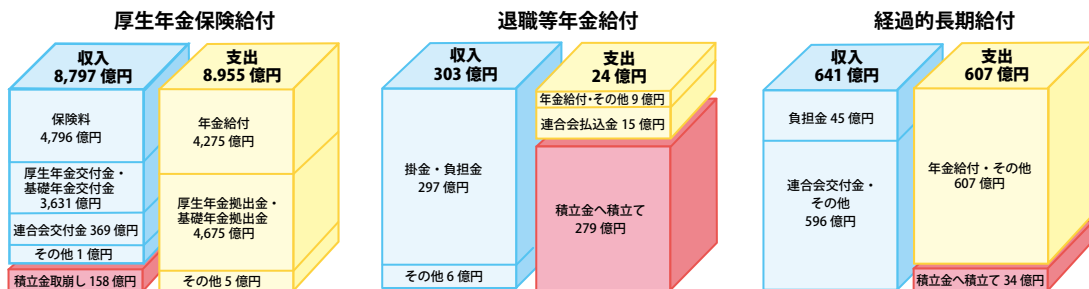 厚生年金保険給付
収入
8,797 億円
保険料
4,796 億円
厚生年金交付金・
基礎年金交付金
3,631 億円
連合会交付金 369 億円
その他 1 億円
積立金取崩し 158 億円
支出
8.955 億円
年金給付
4,275 億円
厚生年金拠出金・
基礎年金拠出金
4,675 億円
その他 5 億円
退職等年金給付
収入
303 億円
掛金・負担金
297 億円
その他 6 億円
支出
24 億円
年金給付・その他 9 億円
連合会払込金 15 億円
積立金へ積立て
279 億円
経過的長期給付
収入
641 億円
負担金 45 億円
連合会交付金・
その他
596 億円
支出
607 億円
年金給付・その他
607 億円
積立金へ積立て 34 億円